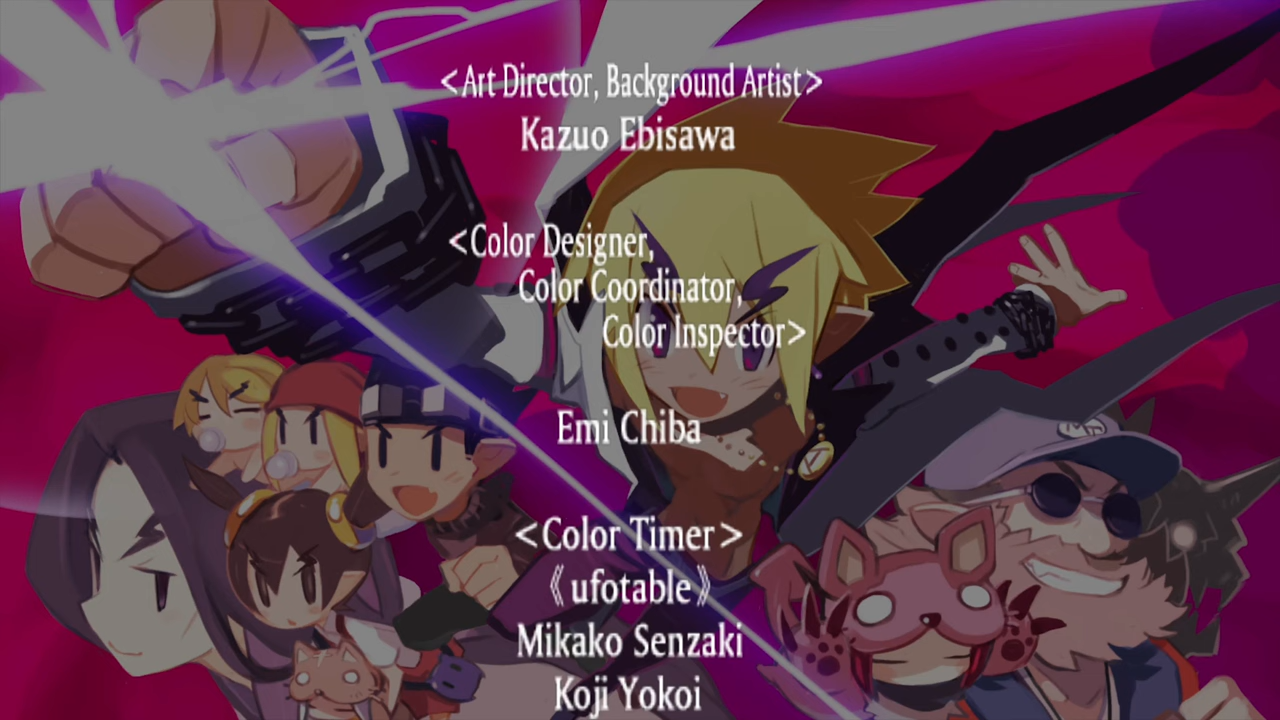 <Art Director, Background Artist>
Kazuo Ebisawa
<Color Designer,
Color Coordinator,
Color Inspector>
Emi Chiba
<Color Timer>
《ufotable》
Mikako Senzaki
Koji Yokoi